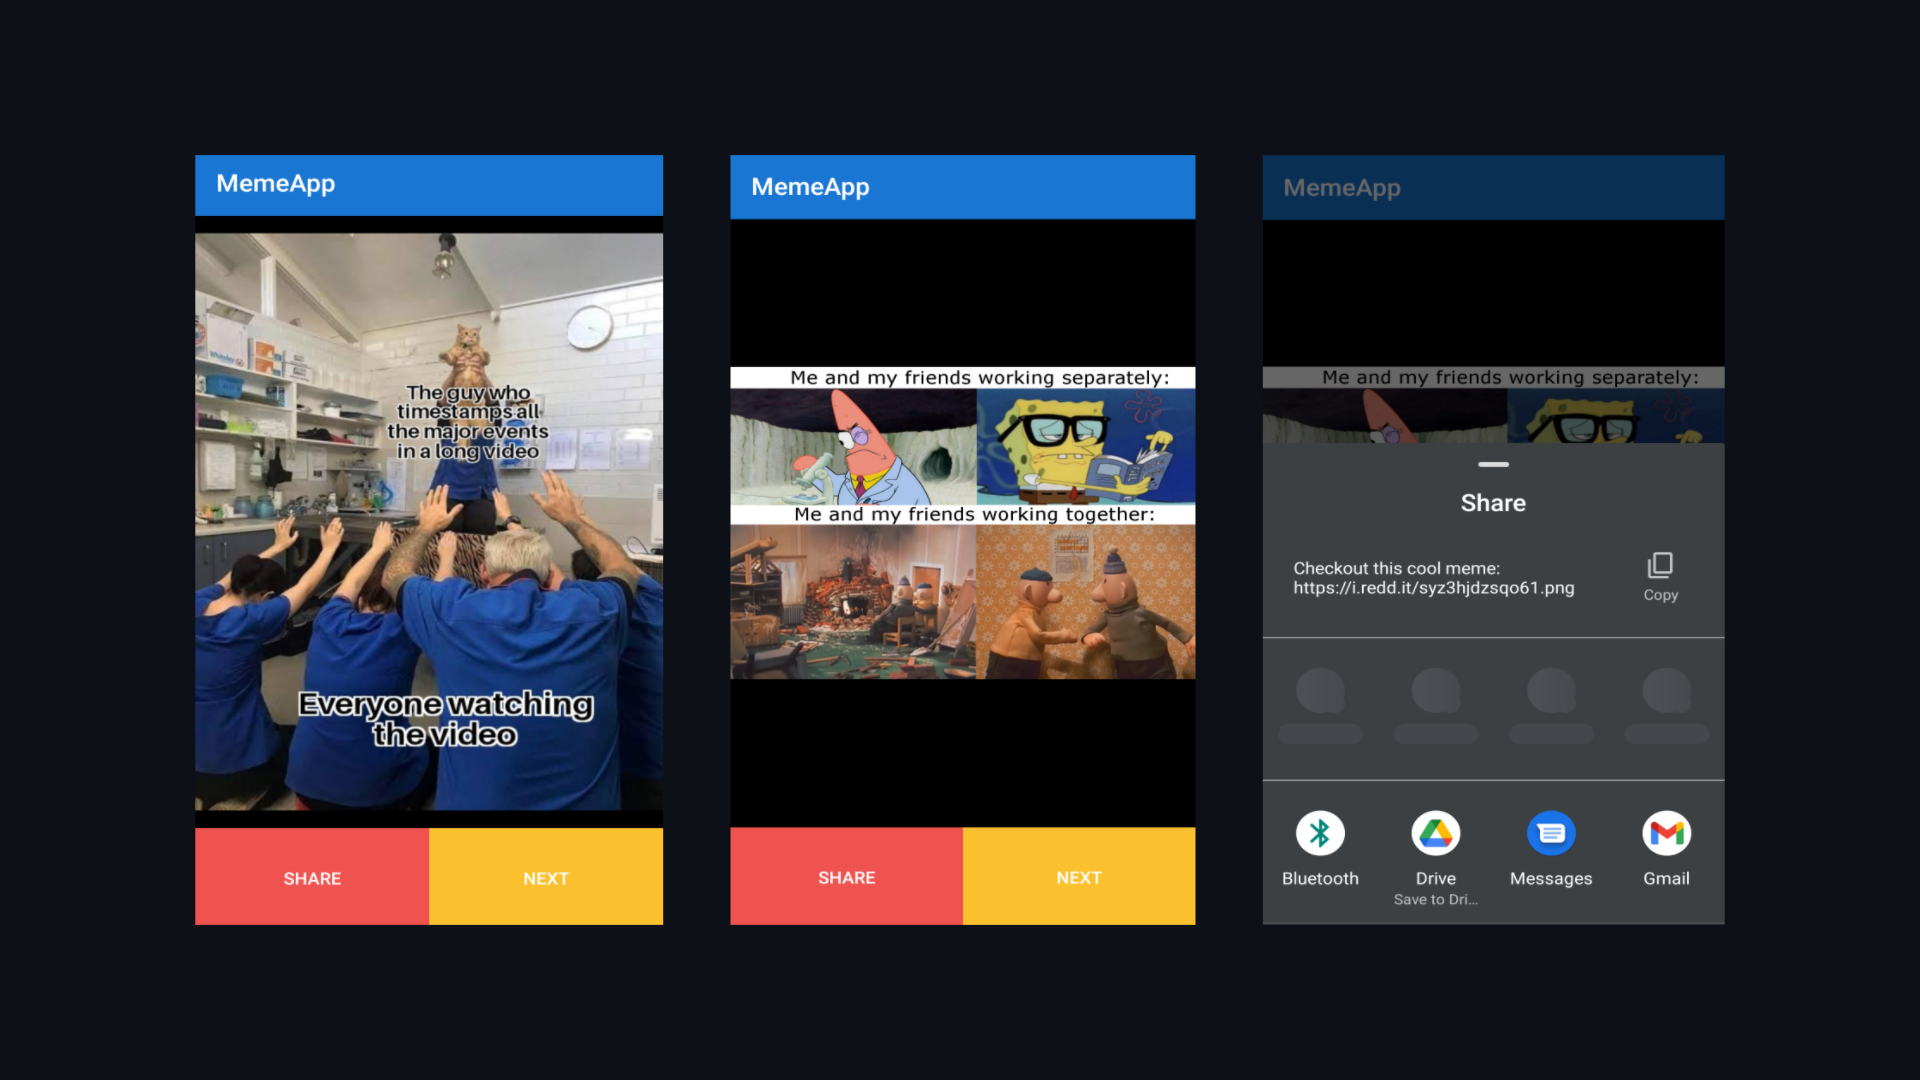 MemeApp
Whiteley
The guy who
timestamps all
the major events
in a long video
Everyone watching
the video
SHARE
NEXT
MemeApp
Me and my friends working separately:
Me and my friends working together:
SHARE
NEXT
MemeApp
Me and my friends working separately:
Share
Checkout this cool meme:
https://i.redd.it/syz3hjdzsqo61.png
Copy
Bluetooth
Drive
Save to Dri...
Messages
Gmail